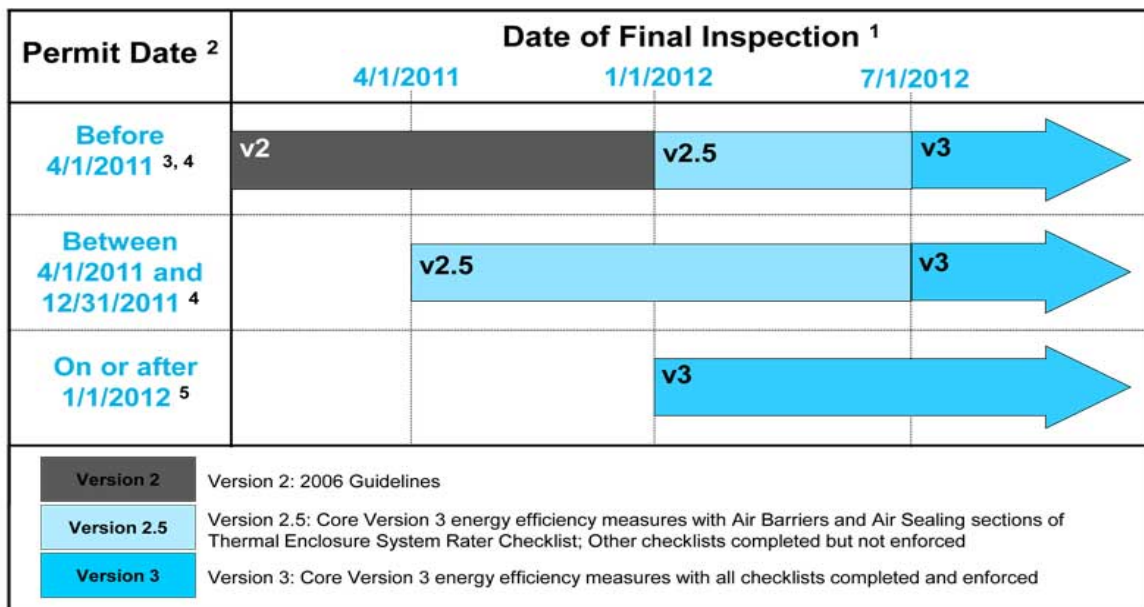 Permit Date 2
Date of Final Inspection 1
4/1/2011 1/1/2012 7/1/2012
Before
4/1/2011 3, 4
v2 v2.5 v3
Between
4/1/2011 and
12/31/2011 4
v2.5 v3
On or after
1/1/2012 5
v3
Version 2 Version 2: 2006 Guidelines
Version 2.5 Version 2.5: Core Version 3 energy efficiency measures with Air Barriers and Air Sealing sections of
Thermal Enclosure System Rater Checklist; Other checklists completed but not enforced
Version 3 Version 3: Core Version 3 energy efficiency measures with all checklists completed and enforced